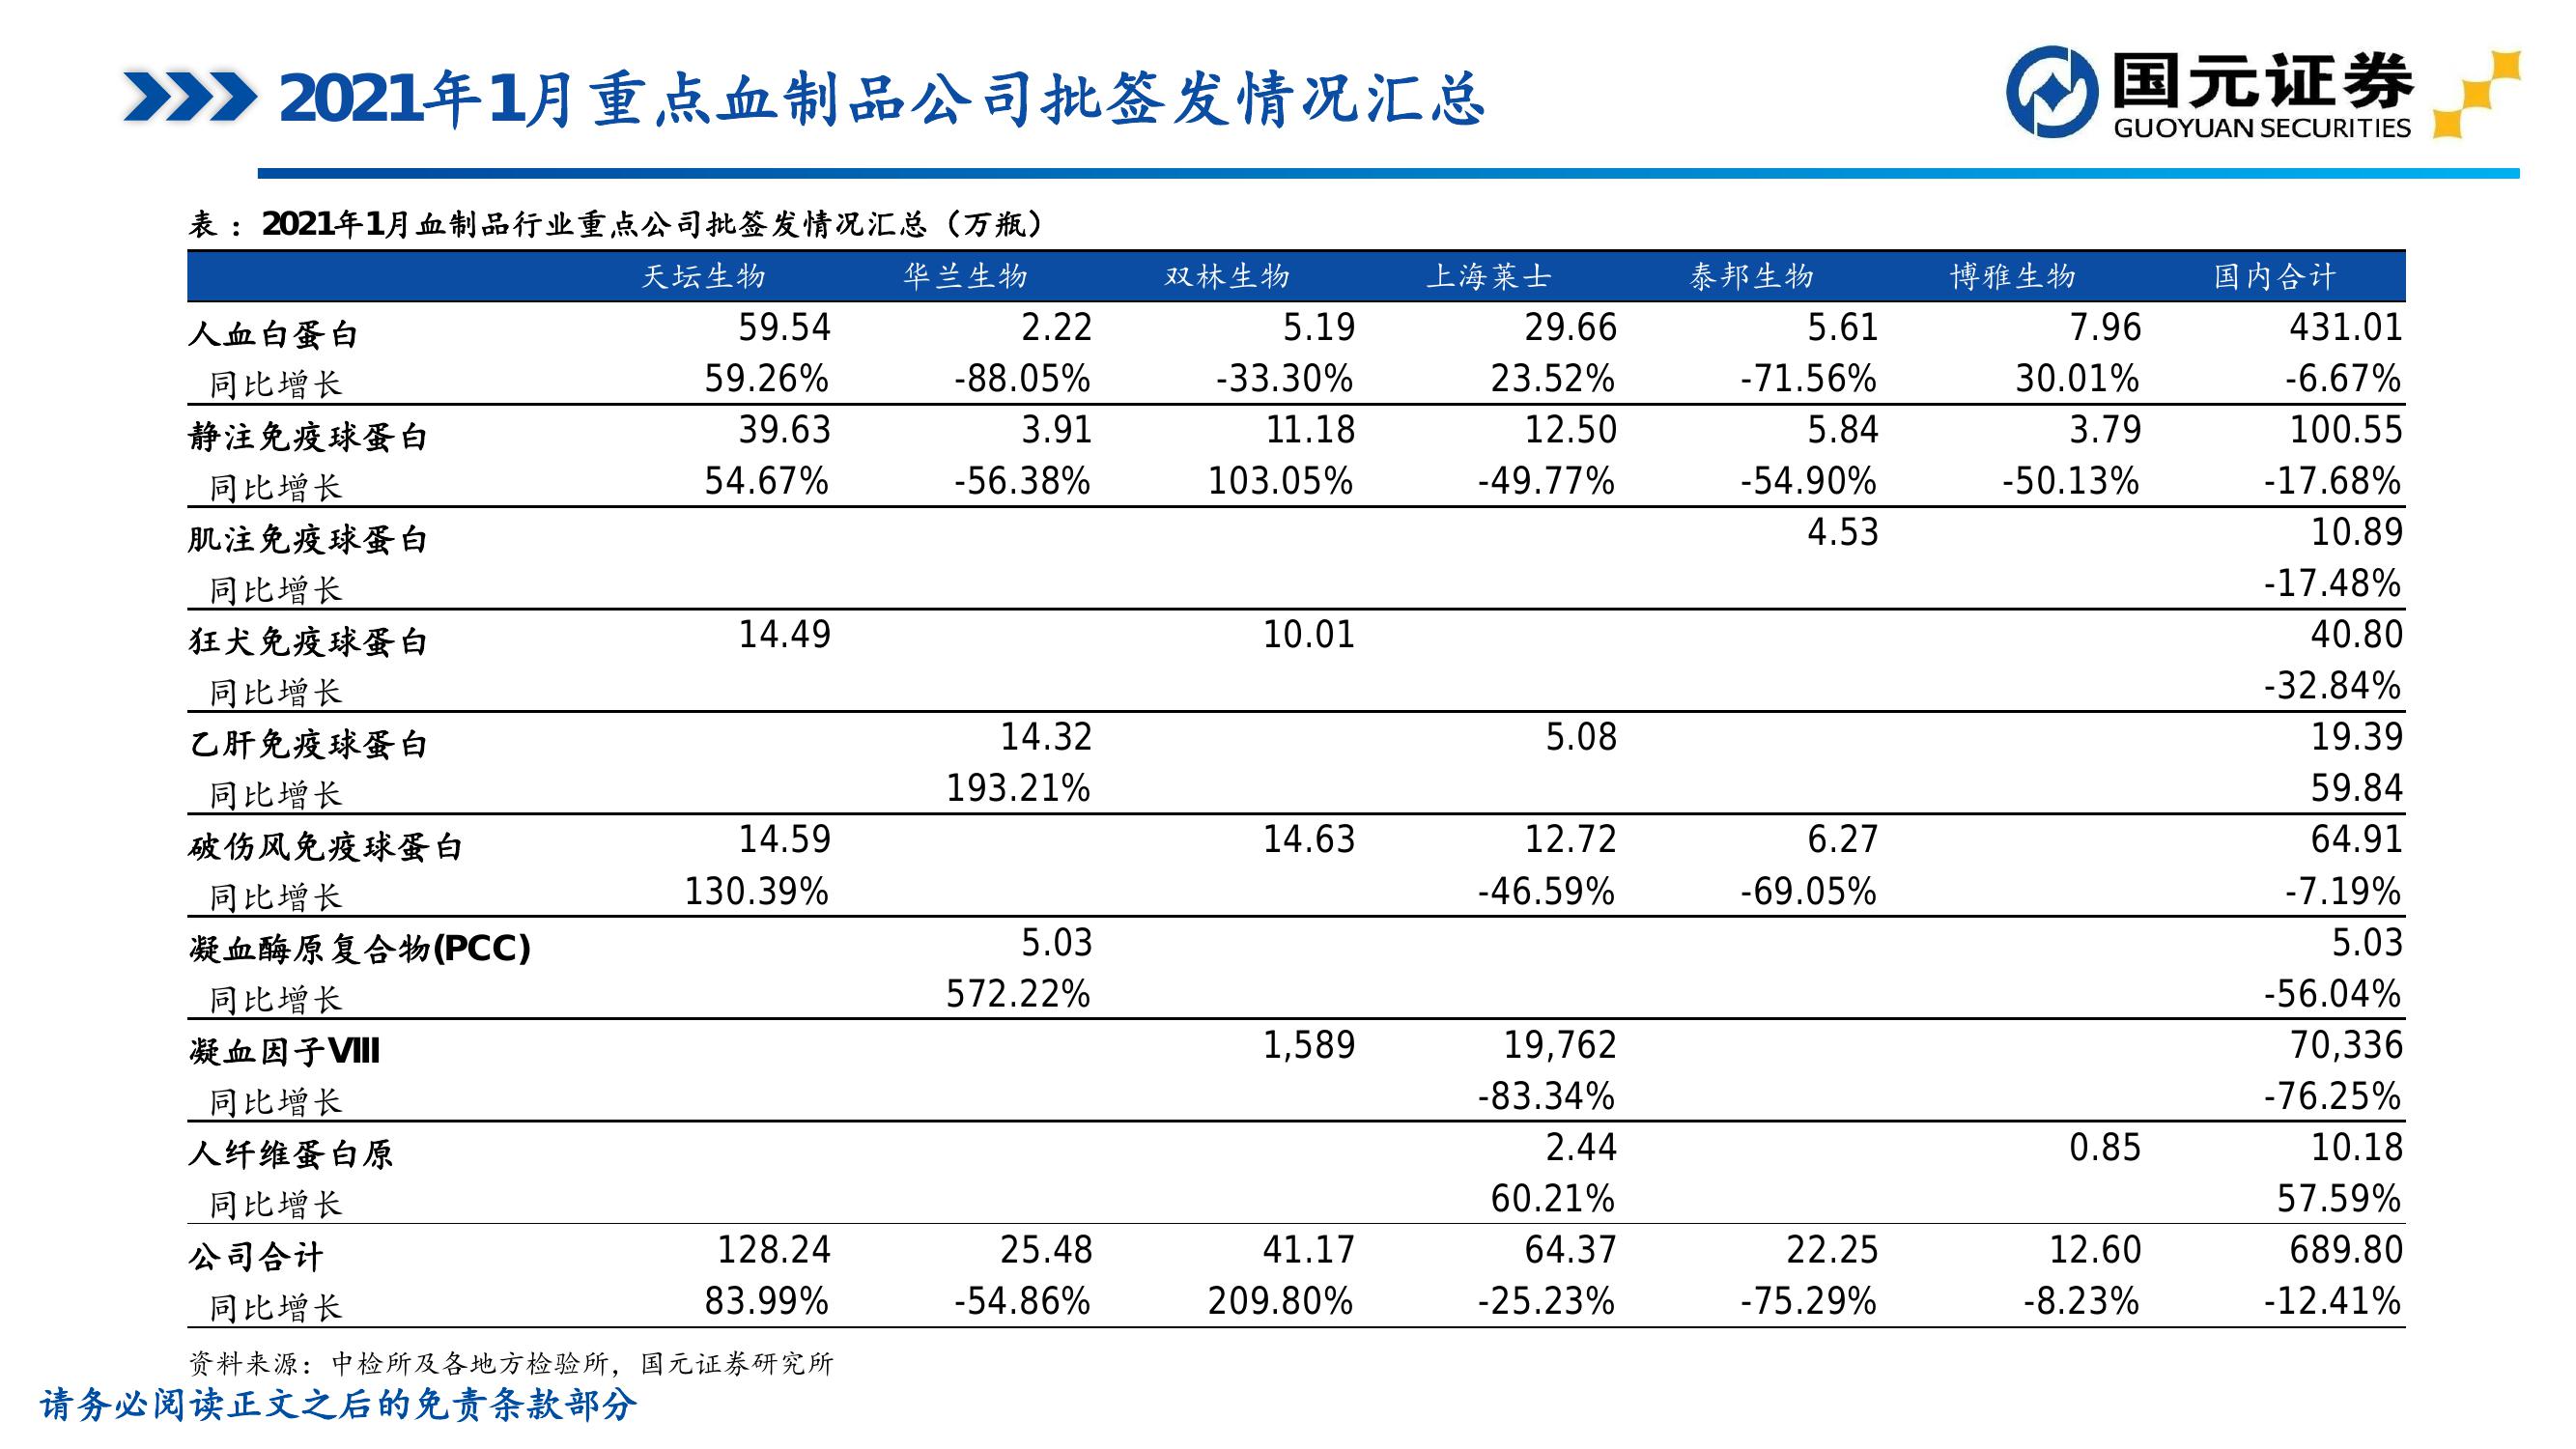 2021年1月重点血制品公司批签发情况汇总
国元证券
GUOYUAN SECURITIES
表：2021年1月血制品行业重点公司批签发情况汇总（万瓶）
天坛生物 华兰生物 双林生物 上海莱士 泰邦生物 博雅生物 国内合计
人血白蛋白 59.54 2.22 5.19 29.66 5.61 7.96 431.01
同比增长 59.26% -88.05% -33.30% 23.52% -71.56% 30.01% -6.67%
静注免疫球蛋白 39.63 3.91 11.18 12.50 5.84 3.79 100.55
同比增长 54.67% -56.38% 103.05% -49.77% -54.90% -50.13% -17.68%
肌注免疫球蛋白 4.53 10.89
同比增长 -17.48%
狂犬免疫球蛋白 14.49 10.01 40.80
同比增长 -32.84%
乙肝免疫球蛋白 14.32 5.08 19.39
同比增长 193.21% 59.84
破伤风免疫球蛋白 14.59 14.63 12.72 6.27 64.91
同比增长 130.39% -46.59% -69.05% -7.19%
凝血酶原复合物(PCC) 5.03 5.03
同比增长 572.22% -56.04%
凝血因子VIII 1,589 19,762 70,336
同比增长 -83.34% -76.25%
人纤维蛋白原 2.44 0.85 10.18
同比增长 60.21% 57.59%
公司合计 128.24 25.48 41.17 64.37 22.25 12.60 689.80
同比增长 83.99% -54.86% 209.80% -25.23% -75.29% -8.23% -12.41%
资料来源：中检所及各地方检验所，国元证券研究所
请务必阅读正文之后的免责条款部分